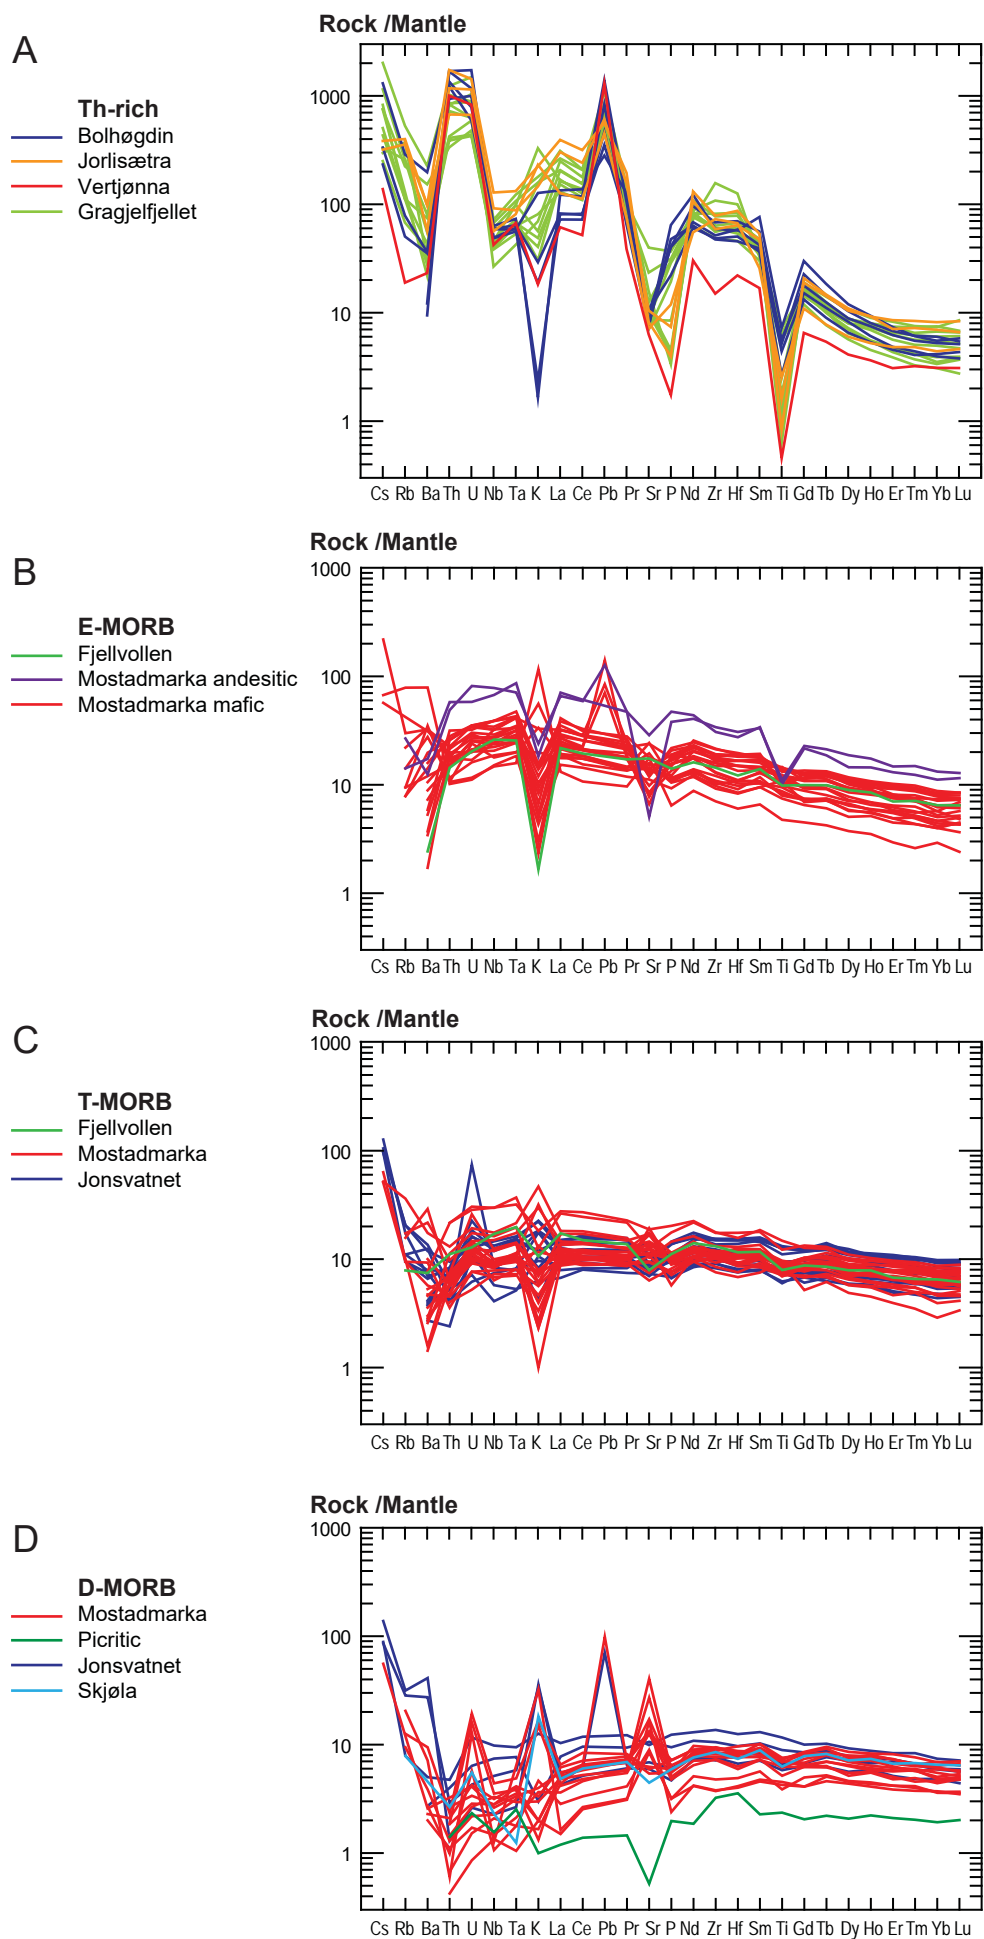 Rock /Mantle
A
Th-rich
Bolhøgdin
Jorlisætra
Vertjønna
Gragjelfjellet
1000
100
10
1
Cs Rb Ba Th U Nb Ta K La Ce Pb Pr Sr P Nd Zr Hf Sm Ti Gd Tb Dy Ho Er Tm Yb Lu
Rock /Mantle
B
E-MORB
Fjellvollen
Mostadmarka andesitic
Mostadmarka mafic
1000
100
10
1
Cs Rb Ba Th U Nb Ta K La Ce Pb Pr Sr P Nd Zr Hf Sm Ti Gd Tb Dy Ho Er Tm Yb Lu
Rock /Mantle
C
T-MORB
Fjellvollen
Mostadmarka
Jonsvatnet
1000
100
10
1
Cs Rb Ba Th U Nb Ta K La Ce Pb Pr Sr P Nd Zr Hf Sm Ti Gd Tb Dy Ho Er Tm Yb Lu
Rock /Mantle
D
D-MORB
Mostadmarka
Picritic
Jonsvatnet
Skjøla
1000
100
10
1
Cs Rb Ba Th U Nb Ta K La Ce Pb Pr Sr P Nd Zr Hf Sm Ti Gd Tb Dy Ho Er Tm Yb Lu